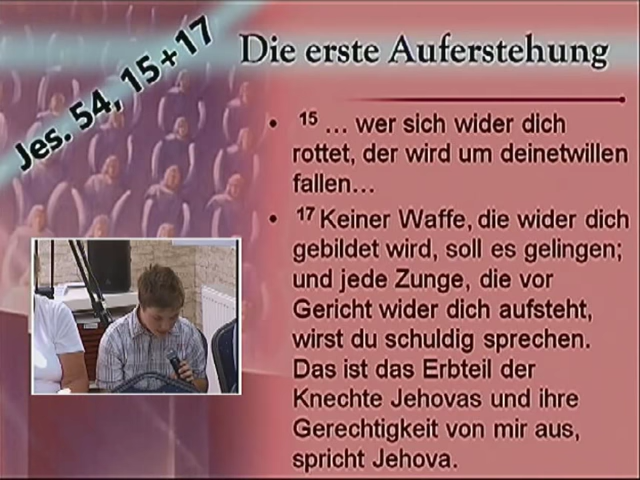 Jes. 54, 15+17
Die erste Auferstehung
• 15 … wer sich wider dich
rottet, der wird um deinetwillen
fallen…
• 17 Keiner Waffe, die wider dich
gebildet wird, soll es gelingen;
und jede Zunge, die vor
Gericht wider dich aufsteht,
wirst du schuldig sprechen.
Das ist das Erbteil der
Knechte Jehovas und ihre
Gerechtigkeit von mir aus,
spricht Jehova.